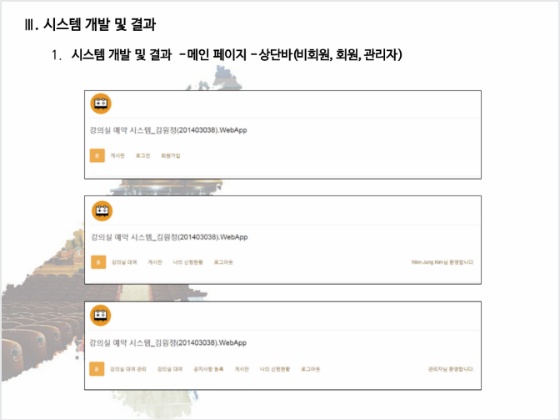 Ⅲ. 시스템 개발 및 결과
1. 시스템 개발 및 결과 - 메인 페이지 - 상단바(비회원, 회원, 관리자)
강의실 예약 시스템_김원정(201403038).WebApp
홈 게시판 로그인 회원가입
강의실 예약 시스템_김원정(201403038).WebApp
홈 강의실 대여 게시판 나의 신청현황 로그아웃 Won Jung Kim님 환영합니다
강의실 예약 시스템_김원정(201403038).WebApp
홈 강의실 대여 관리 강의실 대여 공지사항 등록 게시판 나의 신청현황 로그아웃 관리자님 환영합니다